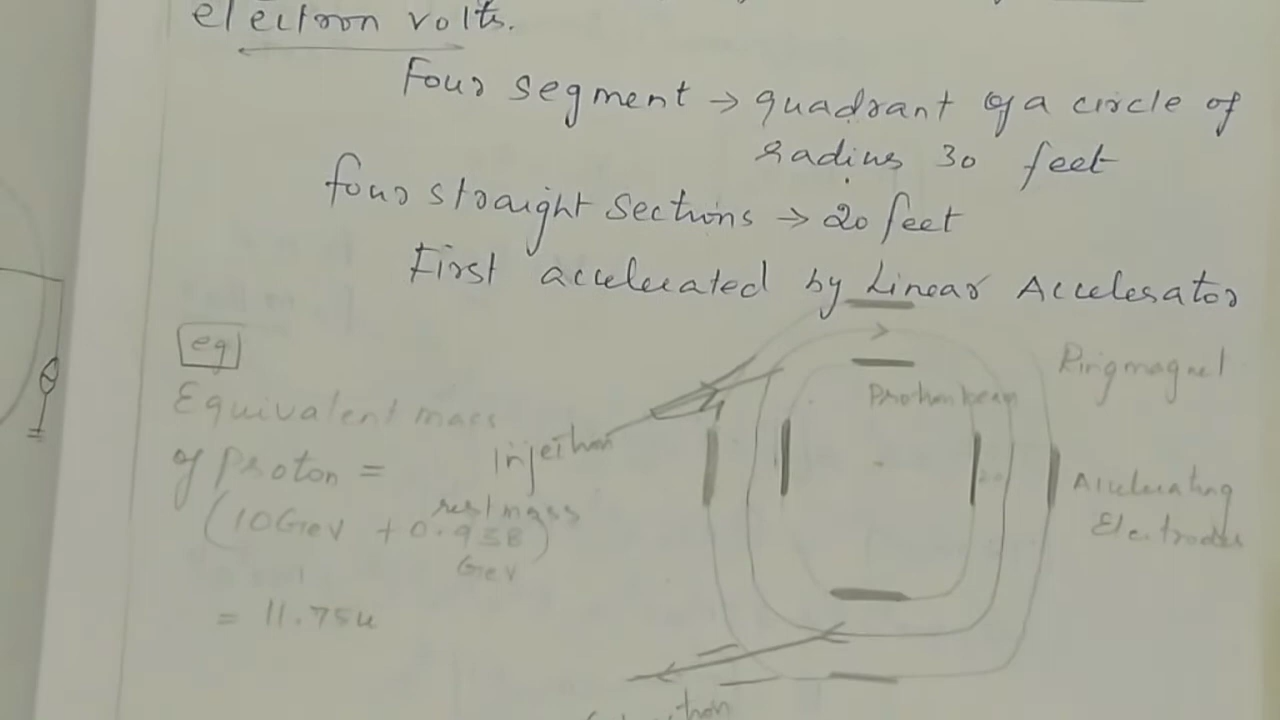 electron volts.
Four segment → quadrant of a circle of
radius 30 feet
four straight sections → 20 feet
First accelerated by Linear Accelerator
eg
Equivalent mass
of proton =
rest mass
(10 Gev + 0.938)
Gev
= 11.75u
Injection
Proton beam
Ring magnet
Accelerating
Electrodes